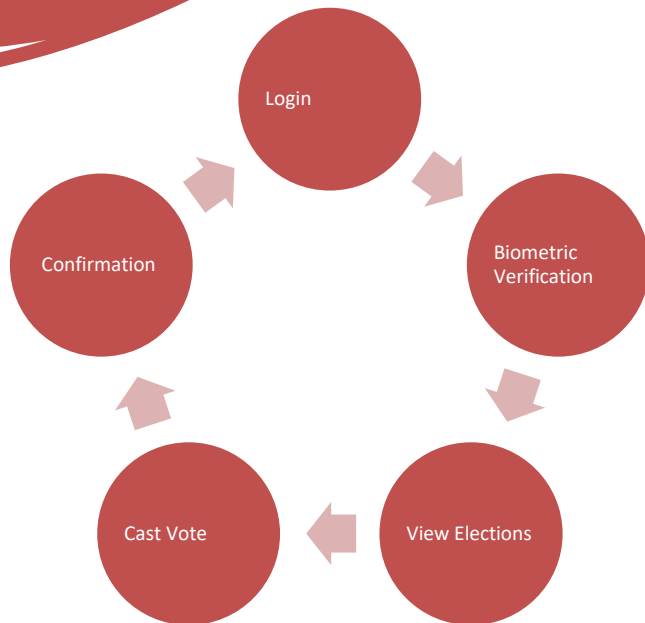 Login
Biometric
Verification
View Elections
Cast Vote
Confirmation